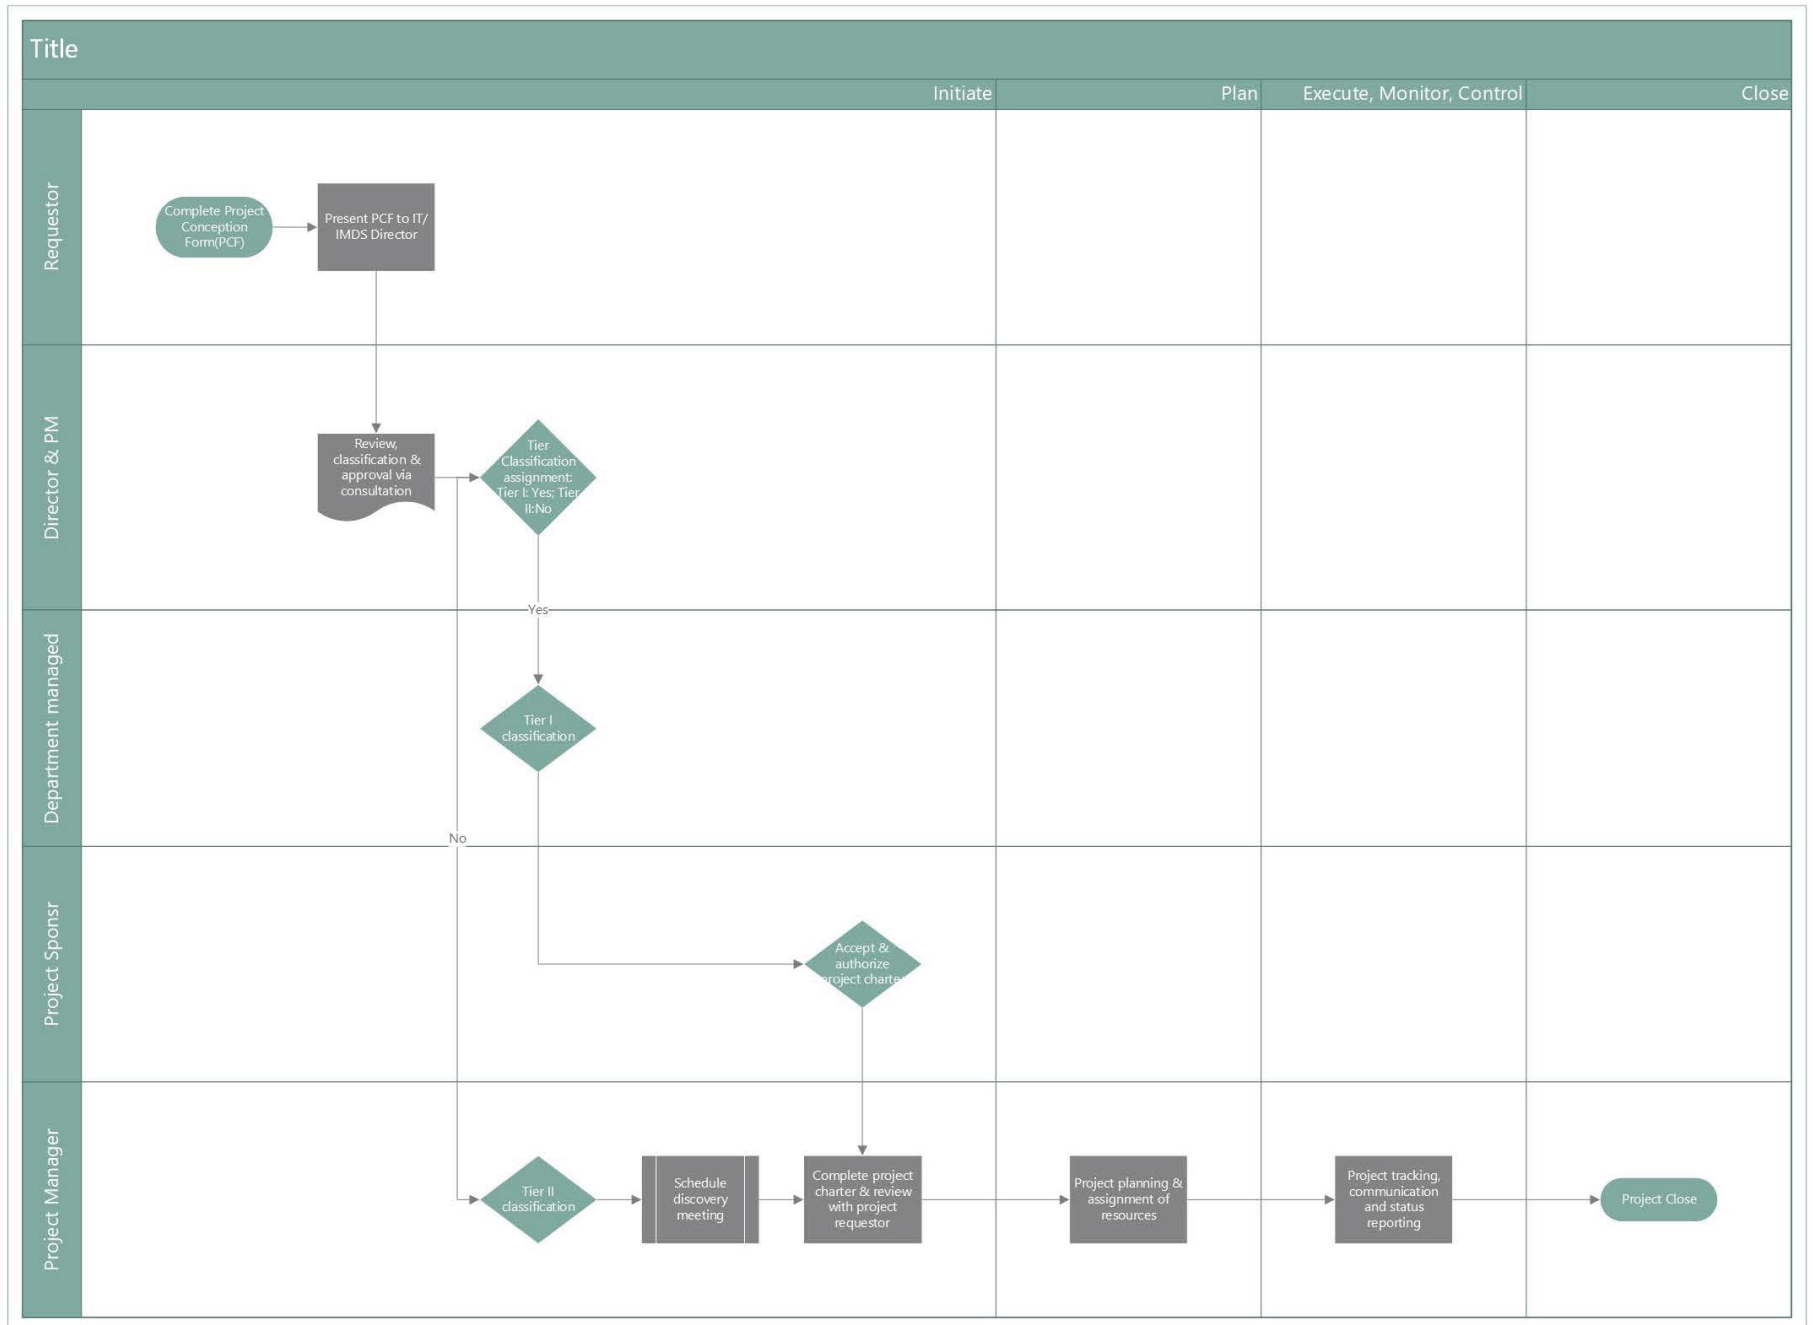 Title
Initiate
Plan
Execute, Monitor, Control
Close
Requestor
Complete Project
Conception
Form(PCF)
Present PCF to IT/
IMDS Director
Director & PM
Review,
classification &
approval via
consultation
Tier
Classification
assignment:
Tier I: Yes; Tier
II:No
Yes
Department managed
Tier I
classification
No
Project Sponsr
Accept &
authorize
project charter
Project Manager
Tier II
classification
Schedule
discovery
meeting
Complete project
charter & review
with project
requestor
Project planning &
assignment of
resources
Project tracking,
communication
and status
reporting
Project Close